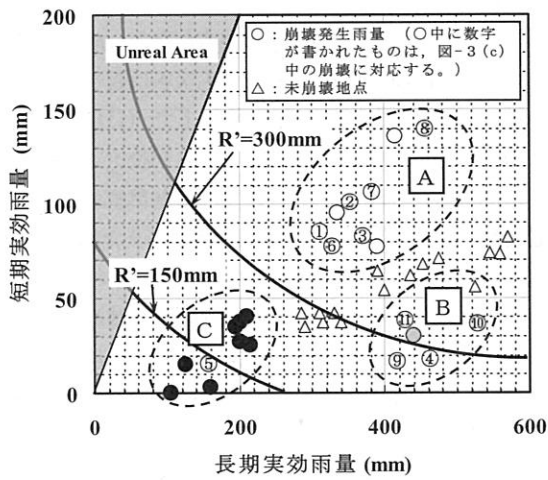 200
150
100
50
0
短期実効雨量 (mm)
Unreal Area
○：崩壊発生雨量 （○中に数字
が書かれたものは，図-3 (c)
中の崩壊に対応する。）
△：未崩壊地点
R'=300mm
R'=150mm
⑧
A
⑦
②
①
③
⑥
B
⑪
⑩
⑨
④
C
⑤
0
200
400
600
長期実効雨量 (mm)